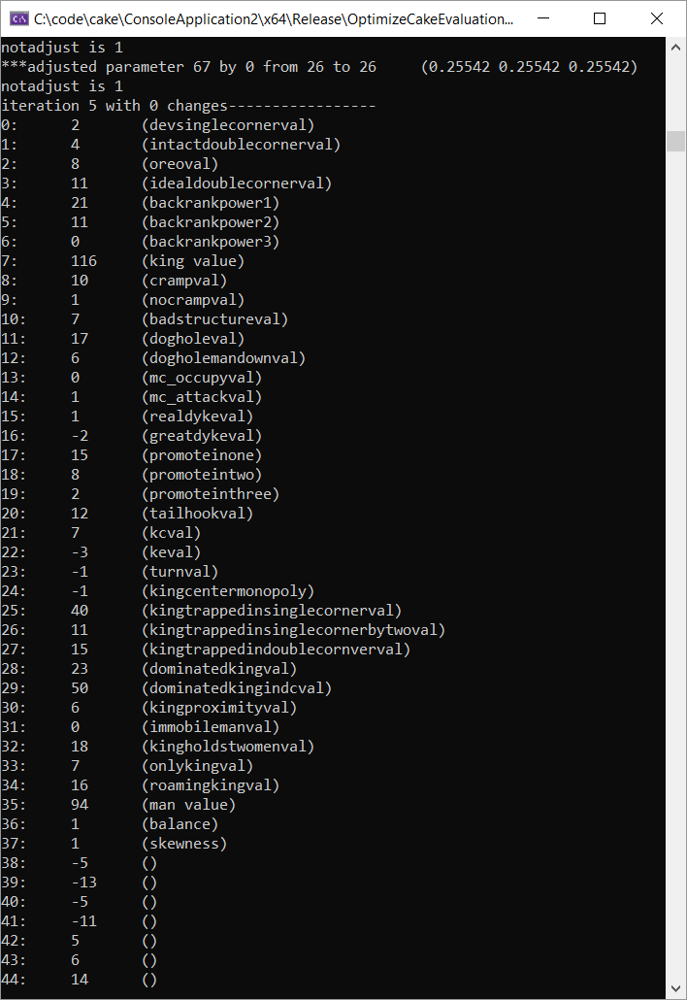 C:\code\cake\ConsoleApplication2\x64\Release\OptimizeCakeEvaluation...
notadjust is 1
***adjusted parameter 67 by 0 from 26 to 26 (0.25542 0.25542 0.25542)
notadjust is 1
iteration 5 with 0 changes-----------------
0: 2 (devsinglecornerval)
1: 4 (intactdoublecornerval)
2: 8 (oreoval)
3: 11 (idealdoublecornerval)
4: 21 (backrankpower1)
5: 11 (backrankpower2)
6: 0 (backrankpower3)
7: 116 (king value)
8: 10 (crampval)
9: 1 (nocrampval)
10: 7 (badstructureval)
11: 17 (dogholeval)
12: 6 (dogholemandownval)
13: 0 (mc_occupyval)
14: 1 (mc_attackval)
15: 1 (realdykeval)
16: -2 (greatdykeval)
17: 15 (promoteinone)
18: 8 (promoteintwo)
19: 2 (promoteinthree)
20: 12 (tailhookval)
21: 7 (kcval)
22: -3 (keval)
23: -1 (turnval)
24: -1 (kingcentermonopoly)
25: 40 (kingtrappedinsinglecornerval)
26: 11 (kingtrappedinsinglecornerbytwoval)
27: 15 (kingtrappedindoublecornverval)
28: 23 (dominatedkingval)
29: 50 (dominatedkingindcval)
30: 6 (kingproximityval)
31: 0 (immobilemanval)
32: 18 (kingholdstwomenval)
33: 7 (onlykingval)
34: 16 (roamingkingval)
35: 94 (man value)
36: 1 (balance)
37: 1 (skewness)
38: -5 ()
39: -13 ()
40: -5 ()
41: -11 ()
42: 5 ()
43: 6 ()
44: 14 ()